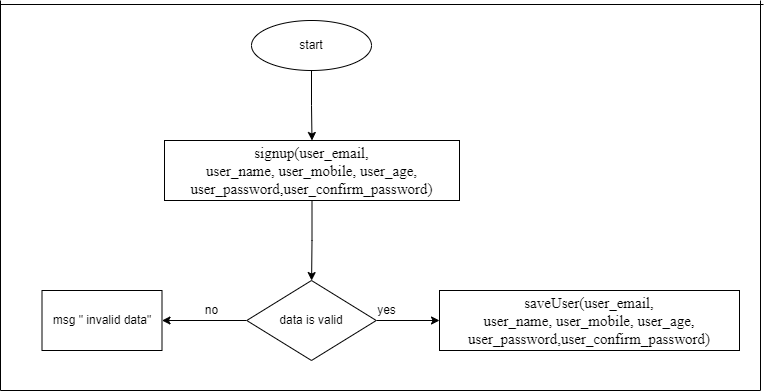 start
signup(user_email,
user_name, user_mobile, user_age,
user_password,user_confirm_password)
no
yes
msg " invalid data"
data is valid
saveUser(user_email,
user_name, user_mobile, user_age,
user_password,user_confirm_password)